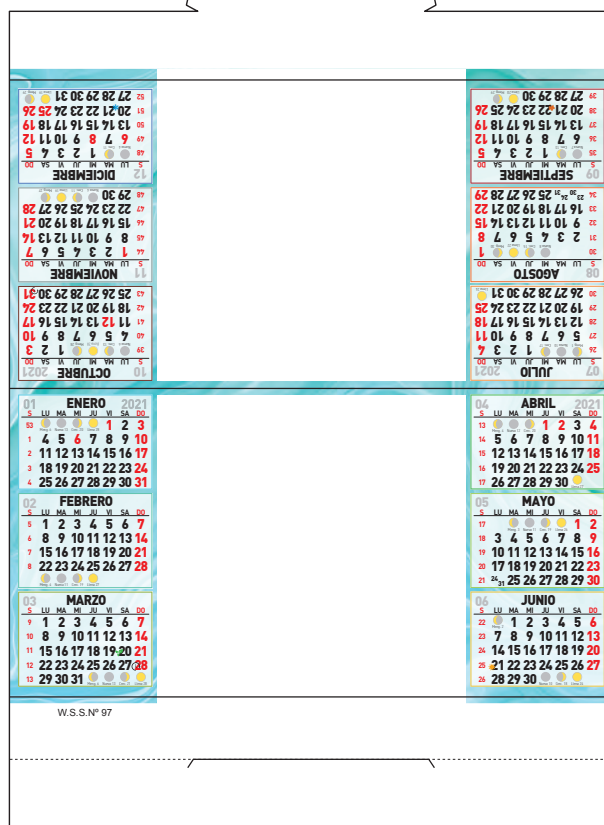 01 ENERO 2021
S LU MA MI JU VI SA DO
53 1 2 3
1 4 5 6 7 8 9 10
2 11 12 13 14 15 16 17
3 18 19 20 21 22 23 24
4 25 26 27 28 29 30 31
02 FEBRERO
S LU MA MI JU VI SA DO
5 1 2 3 4 5 6 7
6 8 9 10 11 12 13 14
7 15 16 17 18 19 20 21
8 22 23 24 25 26 27 28
03 MARZO
S LU MA MI JU VI SA DO
9 1 2 3 4 5 6 7
10 8 9 10 11 12 13 14
11 15 16 17 18 19 20 21
12 22 23 24 25 26 27 28
13 29 30 31
04 ABRIL 2021
S LU MA MI JU VI SA DO
13 1 2 3 4
14 5 6 7 8 9 10 11
15 12 13 14 15 16 17 18
16 19 20 21 22 23 24 25
17 26 27 28 29 30
05 MAYO
S LU MA MI JU VI SA DO
17 1 2
18 3 4 5 6 7 8 9
19 10 11 12 13 14 15 16
20 17 18 19 20 21 22 23
21 24 31 25 26 27 28 29 30
06 JUNIO
S LU MA MI JU VI SA DO
22 1 2 3 4 5 6
23 7 8 9 10 11 12 13
24 14 15 16 17 18 19 20
25 21 22 23 24 25 26 27
26 28 29 30
07 JULIO 2021
S LU MA MI JU VI SA DO
26 1 2 3 4
27 5 6 7 8 9 10 11
28 12 13 14 15 16 17 18
29 19 20 21 22 23 24 25
30 26 27 28 29 30 31
08 AGOSTO
S LU MA MI JU VI SA DO
30 1
31 2 3 4 5 6 7 8
32 9 10 11 12 13 14 15
33 16 17 18 19 20 21 22
34 23 30 24 31 25 26 27 28 29
09 SEPTIEMBRE
S LU MA MI JU VI SA DO
35 1 2 3 4 5
36 6 7 8 9 10 11 12
37 13 14 15 16 17 18 19
38 20 21 22 23 24 25 26
39 27 28 29 30
10 OCTUBRE 2021
S LU MA MI JU VI SA DO
39 1 2 3
40 4 5 6 7 8 9 10
41 11 12 13 14 15 16 17
42 18 19 20 21 22 23 24
43 25 26 27 28 29 30 31
11 NOVIEMBRE
S LU MA MI JU VI SA DO
44 1 2 3 4 5 6 7
45 8 9 10 11 12 13 14
46 15 16 17 18 19 20 21
47 22 23 24 25 26 27 28
48 29 30
12 DICIEMBRE
S LU MA MI JU VI SA DO
48 1 2 3 4 5
49 6 7 8 9 10 11 12
50 13 14 15 16 17 18 19
51 20 21 22 23 24 25 26
52 27 28 29 30 31
W.S.S.Nº 97